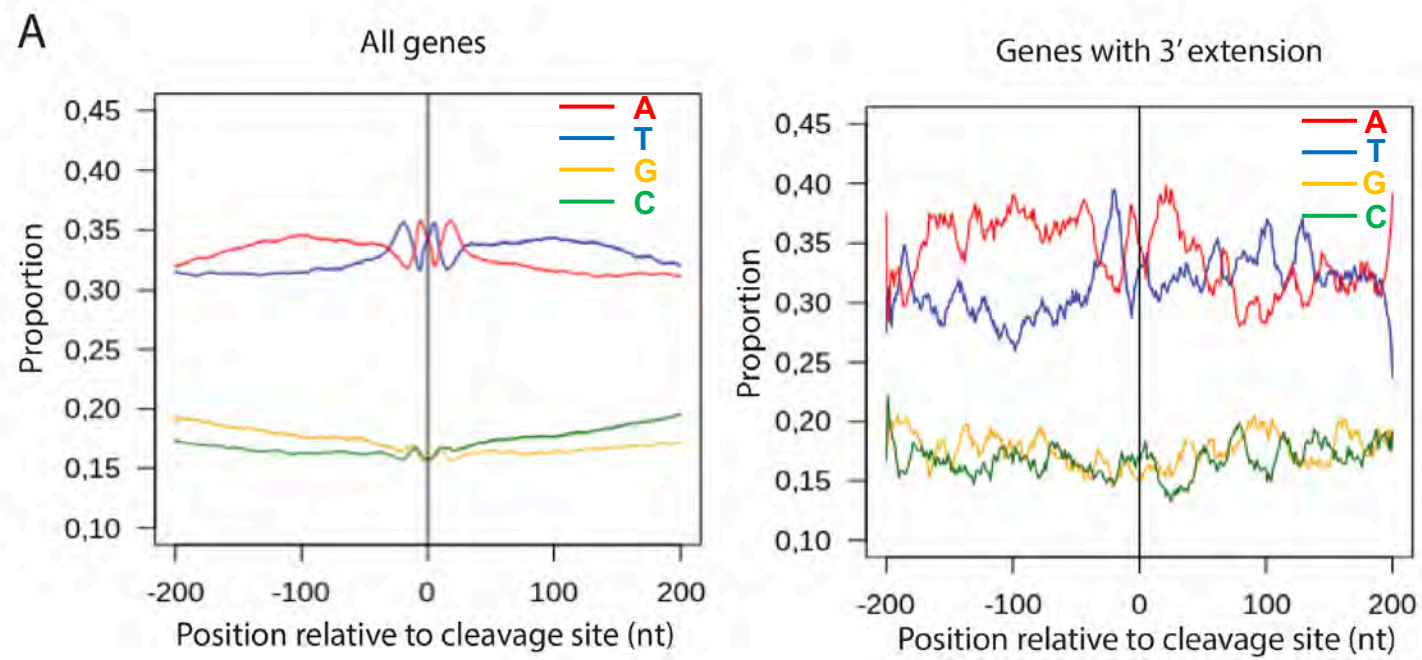 A
All genes
Genes with 3' extension
0,45
0,40
0,35
0,30
0,25
0,20
0,15
0,10
Proportion
A
T
G
C
-200 -100 0 100 200
Position relative to cleavage site (nt)
0,45
0,40
0,35
0,30
0,25
0,20
0,15
0,10
Proportion
A
T
G
C
-200 -100 0 100 200
Position relative to cleavage site (nt)